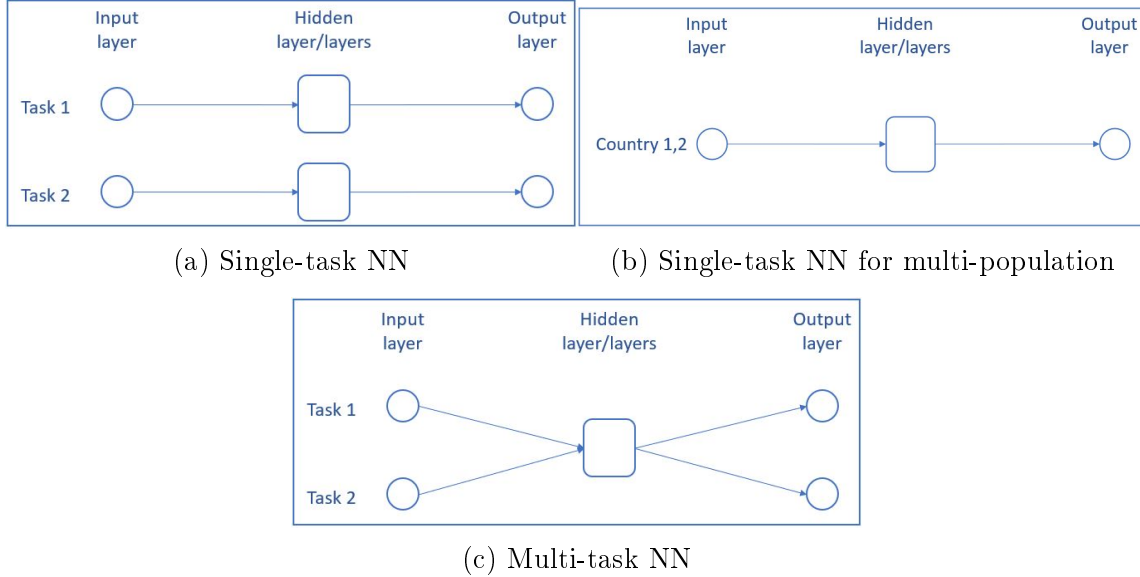 Input
layer
Hidden
layer/layers
Output
layer
Task 1
Task 2
(a) Single-task NN
Input
layer
Hidden
layer/layers
Output
layer
Country 1,2
(b) Single-task NN for multi-population
Input
layer
Hidden
layer/layers
Output
layer
Task 1
Task 2
(c) Multi-task NN